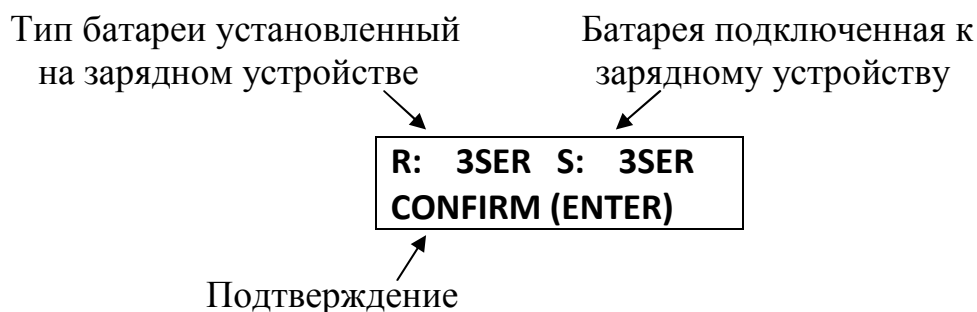 Тип батареи установленный
на зарядном устройстве
Батарея подключенная к
зарядному устройству
R: 3SER S: 3SER
CONFIRM (ENTER)
Подтверждение